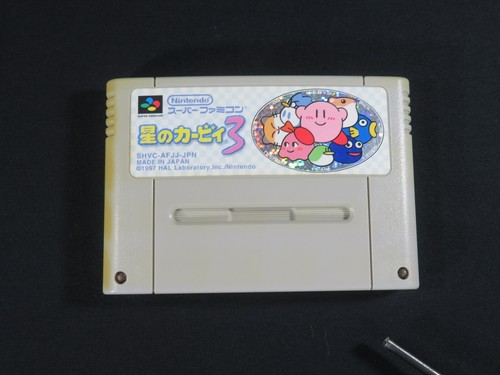 Nintendo
スーパーファミコン
星のカービィ3
SHVC-AFJJ-JPN
MADE IN JAPAN
©1997 HAL Laboratory, Inc./Nintendo